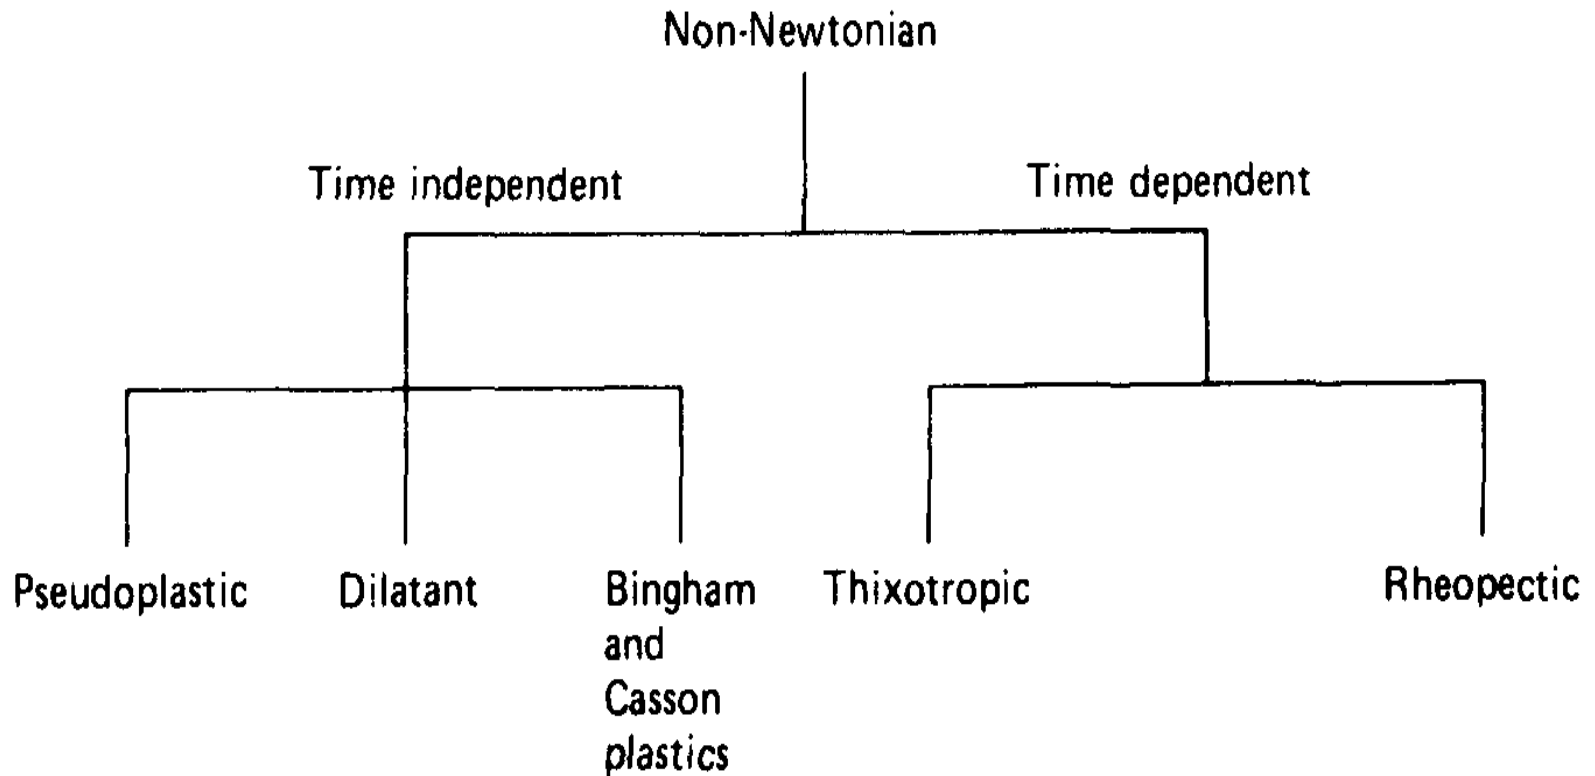 Non-Newtonian
Time independent
Time dependent
Pseudoplastic
Dilatant
Bingham
and
Casson
plastics
Thixotropic
Rheopectic